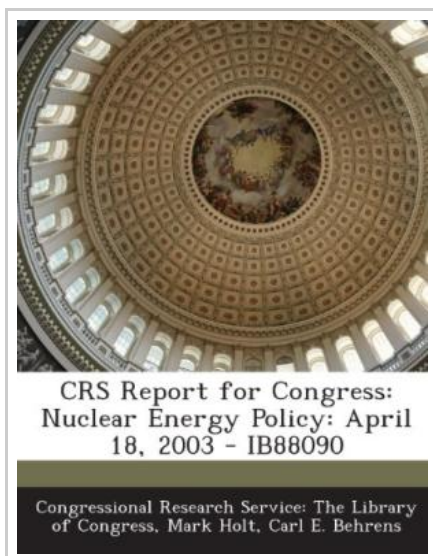 CRS Report for Congress:
Nuclear Energy Policy: April
18, 2003 - IB88090
Congressional Research Service: The Library
of Congress, Mark Holt, Carl E. Behrens